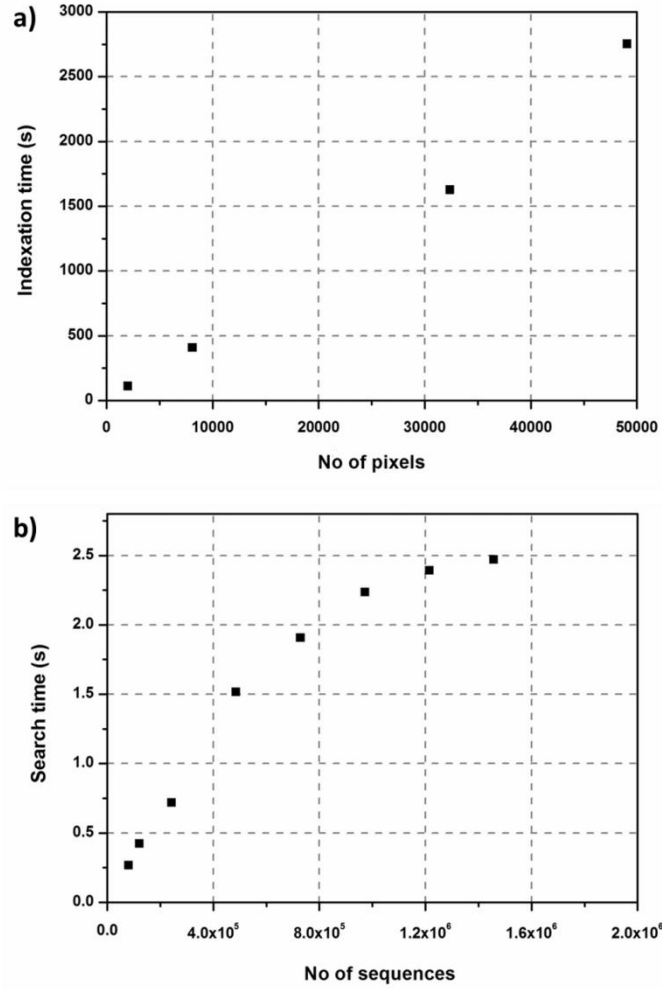 a)
3000
2500
2000
1500
1000
500
0
Indexation time (s)
0 10000 20000 30000 40000 50000
No of pixels
b)
2.5
2.0
1.5
1.0
0.5
0.0
Search time (s)
0.0 4.0x10⁵ 8.0x10⁵ 1.2x10⁶ 1.6x10⁶ 2.0x10⁶
No of sequences